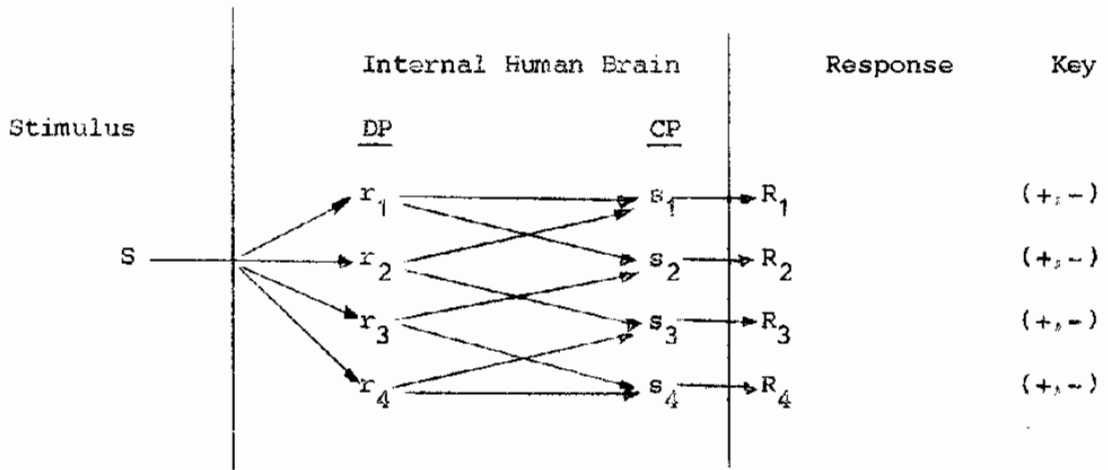 Internal Human Brain Response Key
Stimulus DP CP
r1 s1 R1 (+,-)
S r2 s2 R2 (+,-)
r3 s3 R3 (+,-)
r4 s4 R4 (+,-)